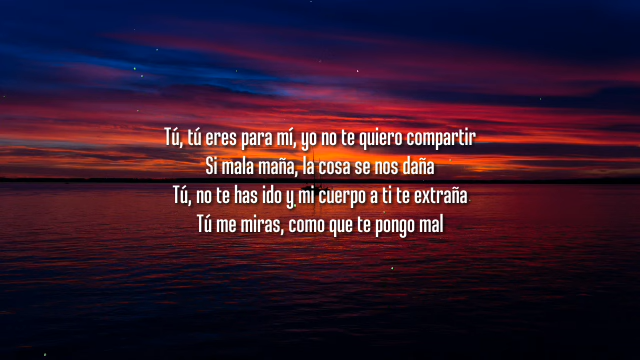 Tú, tú eres para mí, yo no te quiero compartir
Si mala maña, la cosa se nos daña
Tú, no te has ido y mi cuerpo a ti te extraña
Tú me miras, como que te pongo mal